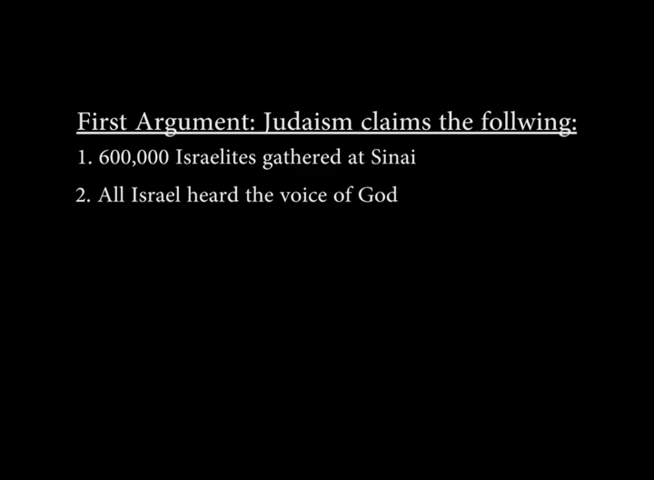 First Argument: Judaism claims the follwing:
1. 600,000 Israelites gathered at Sinai
2. All Israel heard the voice of God